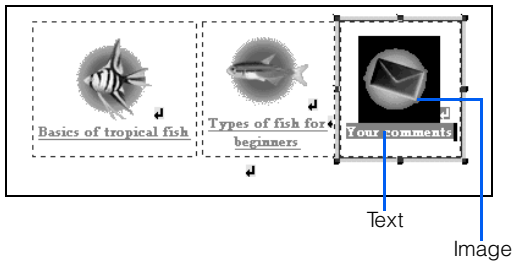 Basics of tropical fish
Types of fish for
beginners
Your comments
Text
Image